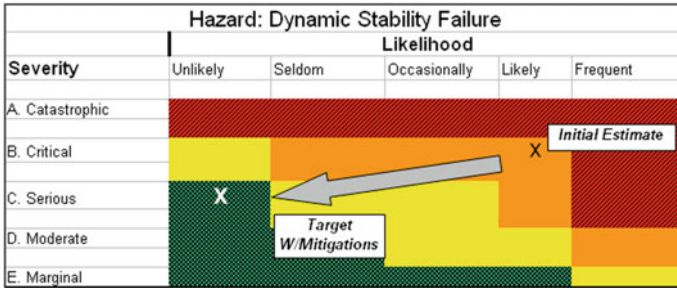 Hazard: Dynamic Stability Failure
Likelihood
Severity Unlikely Seldom Occasionally Likely Frequent
A. Catastrophic
Initial Estimate
B. Critical X
C. Serious X
Target
W/Mitigations
D. Moderate
E. Marginal